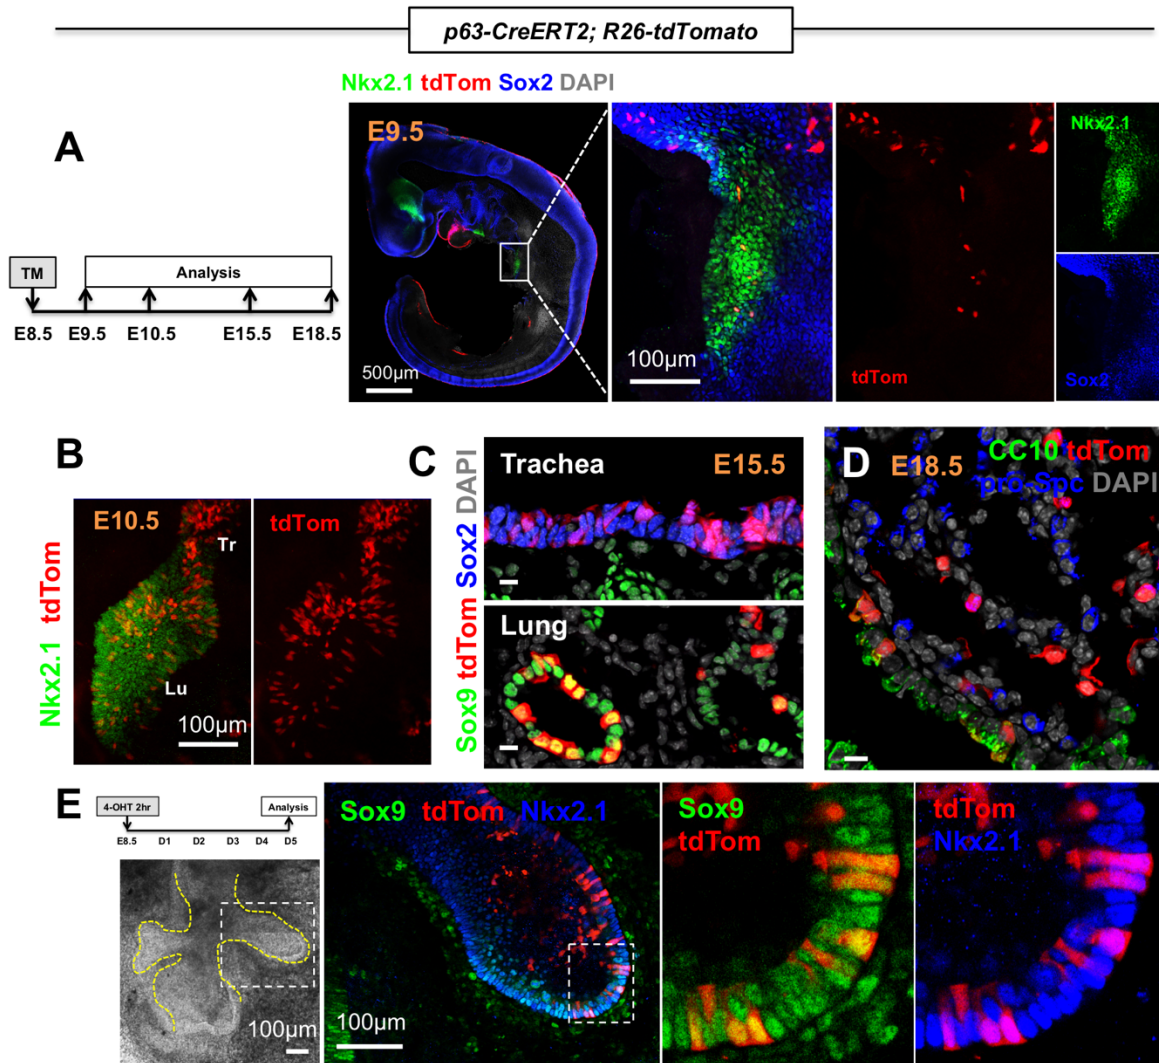 p63-CreERT2; R26-tdTomato
Nkx2.1 tdTom Sox2 DAPI
A
TM
Analysis
E8.5 E9.5 E10.5 E15.5 E18.5
E9.5
500µm
100µm
tdTom
Nkx2.1
Sox2
B
Nkx2.1 tdTom
E10.5
Tr
Lu
100µm
tdTom
C
Sox9 tdTom Sox2 DAPI
Trachea E15.5
Lung
D
E18.5
CC10 tdTom
pro-Spc DAPI
E
4-OHT 2hr
Analysis
E8.5 D1 D2 D3 D4 D5
100µm
Sox9 tdTom Nkx2.1
100µm
Sox9
tdTom
tdTom
Nkx2.1